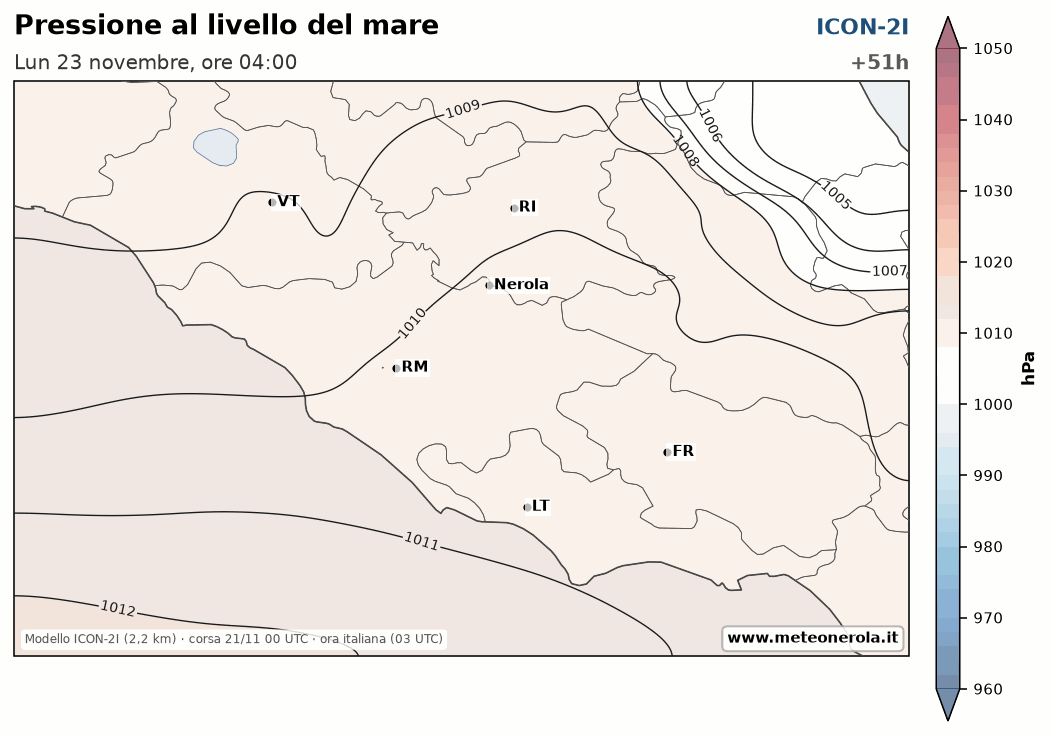 Pressione al livello del mare
ICON-2I
Lun 23 novembre, ore 04:00
+51h
1009
1006
1008
1005
VT
RI
1007
Nerola
1010
RM
FR
LT
1011
1012
Modello ICON-2I (2,2 km) · corsa 21/11 00 UTC · ora italiana (03 UTC)
www.meteonerola.it
1050
1040
1030
1020
1010
1000
990
980
970
960
hPa